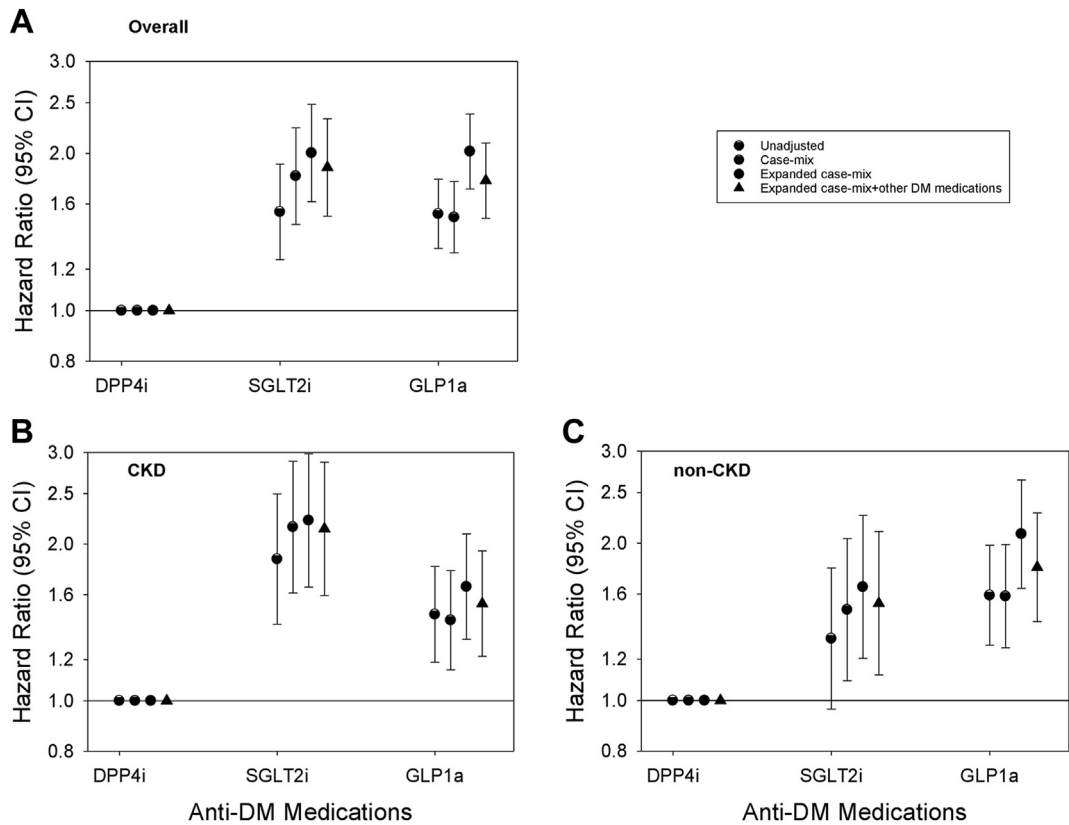 A
Overall
Hazard Ratio (95% CI)
3.0
2.5
2.0
1.6
1.2
1.0
0.8
DPP4i
SGLT2i
GLP1a
Unadjusted
Case-mix
Expanded case-mix
Expanded case-mix+other DM medications
B
CKD
Hazard Ratio (95% CI)
3.0
2.5
2.0
1.6
1.2
1.0
0.8
DPP4i
SGLT2i
GLP1a
Anti-DM Medications
C
non-CKD
Hazard Ratio (95% CI)
3.0
2.5
2.0
1.6
1.2
1.0
0.8
DPP4i
SGLT2i
GLP1a
Anti-DM Medications